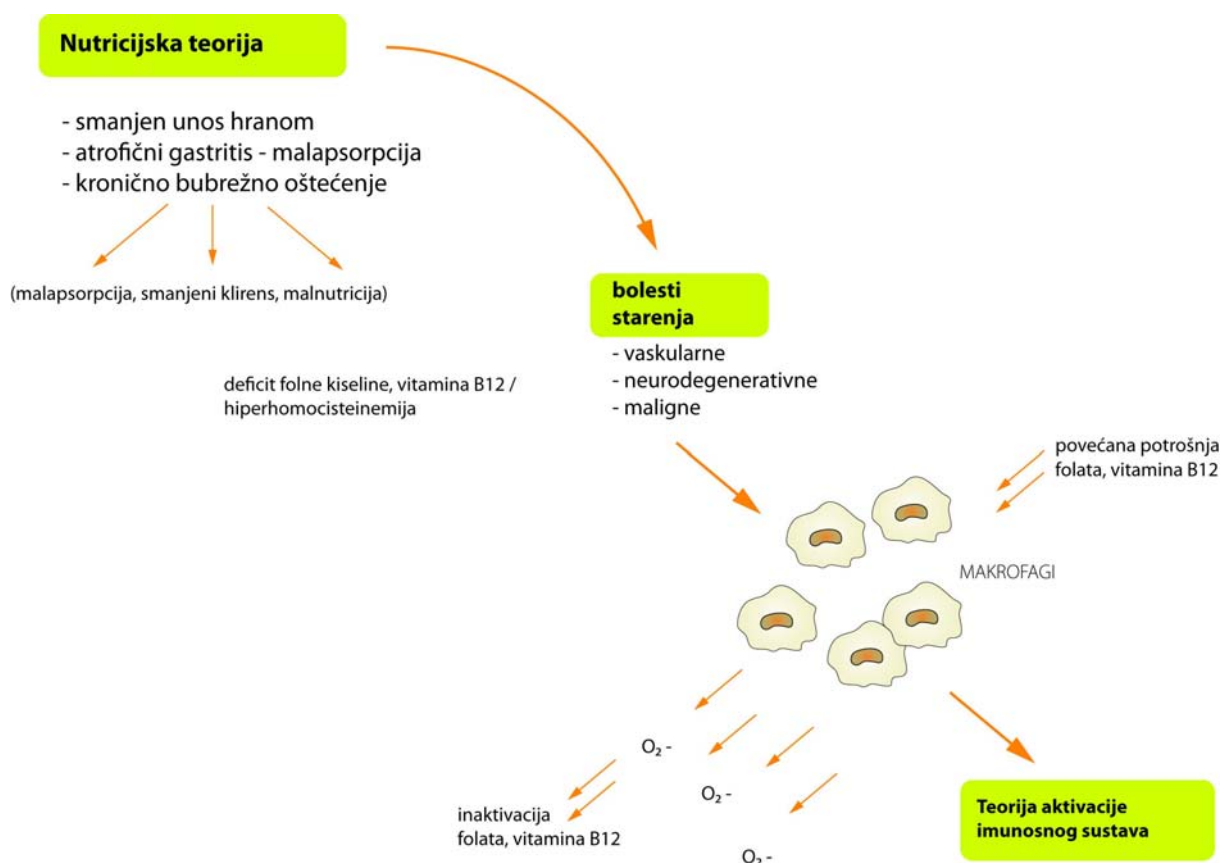 Nutricijska teorija
- smanjen unos hranom
- atrofični gastritis - malapsorpcija
- kronično bubrežno oštećenje
(malapsorpcija, smanjeni klirens, malnutricija)
deficit folne kiseline, vitamina B12 /
hiperhomocisteinemija
bolesti
starenja
- vaskularne
- neurodegenerativne
- maligne
povećana potrošnja
folata, vitamina B12
MAKROFAGI
O₂ -
O₂ -
O₂ -
inaktivacija
folata, vitamina B12
Teorija aktivacije
imunosnog sustava